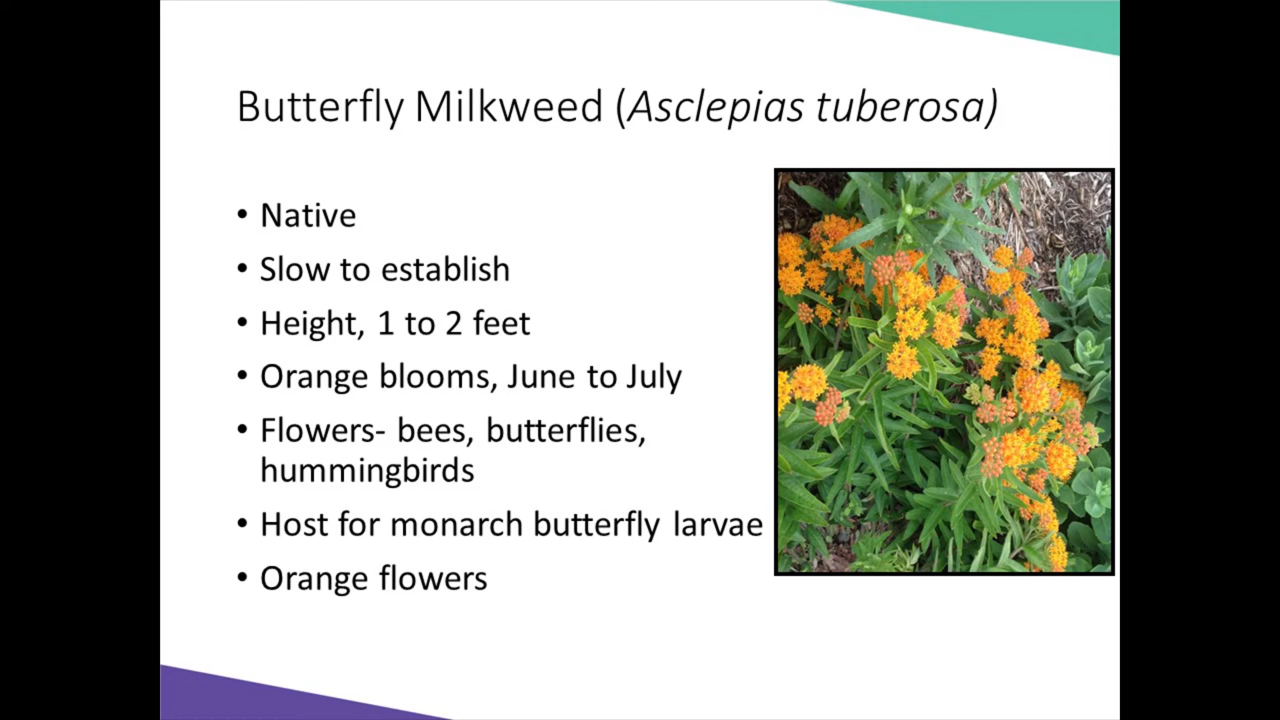 Butterfly Milkweed (Asclepias tuberosa)
• Native
• Slow to establish
• Height, 1 to 2 feet
• Orange blooms, June to July
• Flowers- bees, butterflies,
hummingbirds
• Host for monarch butterfly larvae
• Orange flowers